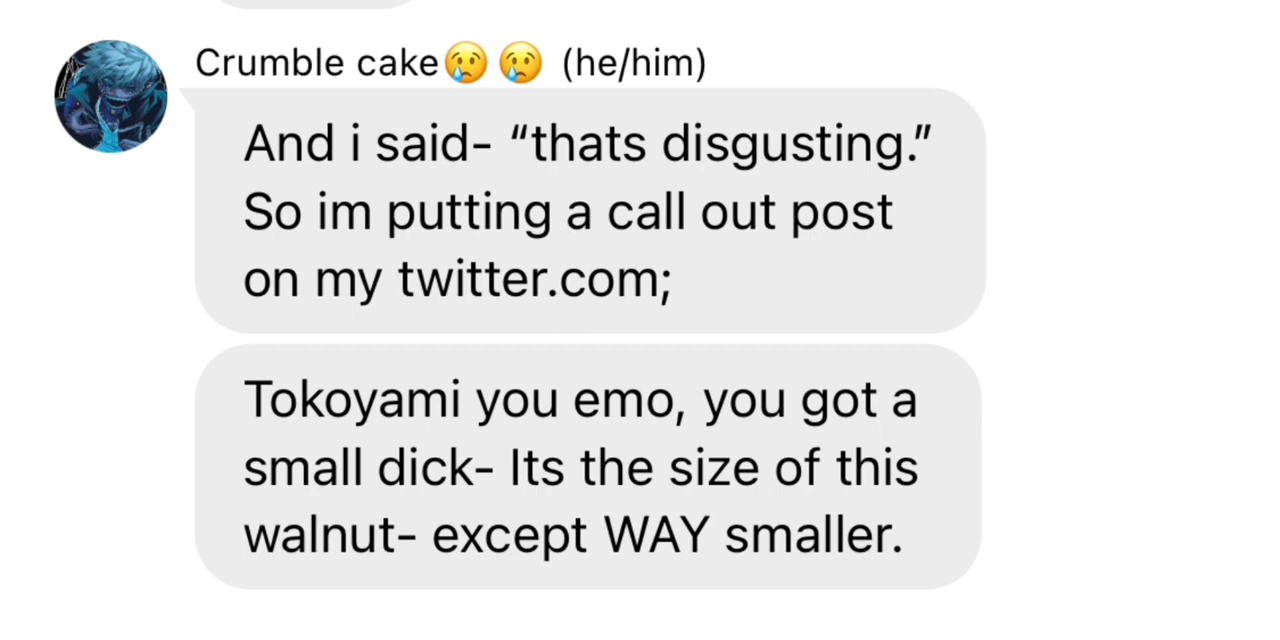 Crumble cake😢😢 (he/him)
And i said- “thats disgusting.”
So im putting a call out post
on my twitter.com;
Tokoyami you emo, you got a
small dick- Its the size of this
walnut- except WAY smaller.